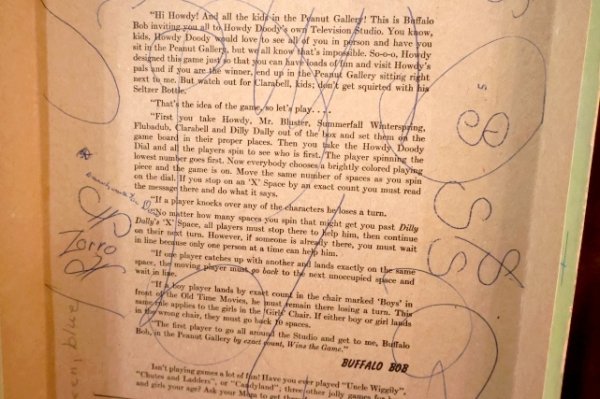 "Hi Howdy! And all the kids in the Peanut Gallery! This is Buffalo
Bob inviting you all to Howdy Doody's own Television Studio. You know,
kids, Howdy Doody would love to see all of you in person and have you
sit in the Peanut Gallery, but we all know that's impossible. So-o-o, Howdy
designed this game just so that you can have loads of fun and visit Howdy's
pals and if you are the winner, end up in the Peanut Gallery sitting right
next to me. But watch out for Clarabell, kids; don't get squirted with his
Seltzer Bottle.
"That's the idea of the game, so let's play....
"First you take Howdy, Mr. Bluster, Summerfall Winterspring,
Flubadub, Clarabell and Dilly Dally out of the box and set them on the
game board in their proper places. Then you take the Howdy Doody
Dial and all the players spin to see who is first. The player spinning the
lowest number goes first. Now everybody chooses a brightly colored playing
piece and the game is on. Move the same number of spaces as you spin
on the dial. If you stop on an 'X' Space by an exact count you must read
the message there and do what it says.
"If a player knocks over any of the characters he loses a turn.
"No matter how many spaces you spin that might get you past Dilly
Dally's 'X' Space, all players must stop there to help him, then continue
on their next turn. However, if someone is already there, you must wait
in line because only one person at a time can help him.
"If one player catches up with another and lands exactly on the same
space, the moving player must go back to the next unoccupied space and
wait in line.
"If a boy player lands by exact count in the chair marked 'Boys' in
front of the Old Time Movies, he must remain there losing a turn. This
same rule applies to the girls in the 'Girls' Chair. If either boy or girl lands
in the wrong chair, they must go back 10 spaces.
"The first player to go all around the Studio and get to me, Buffalo
Bob, in the Peanut Gallery by exact count, Wins the Game."
BUFFALO BOB
Isn't playing games a lot of fun! Have you ever played "Uncle Wiggily",
"Chutes and Ladders", or "Candyland"; three other jolly games for
and girls your age? Ask your Mama to get
Zorro
blue
8
S
S
8